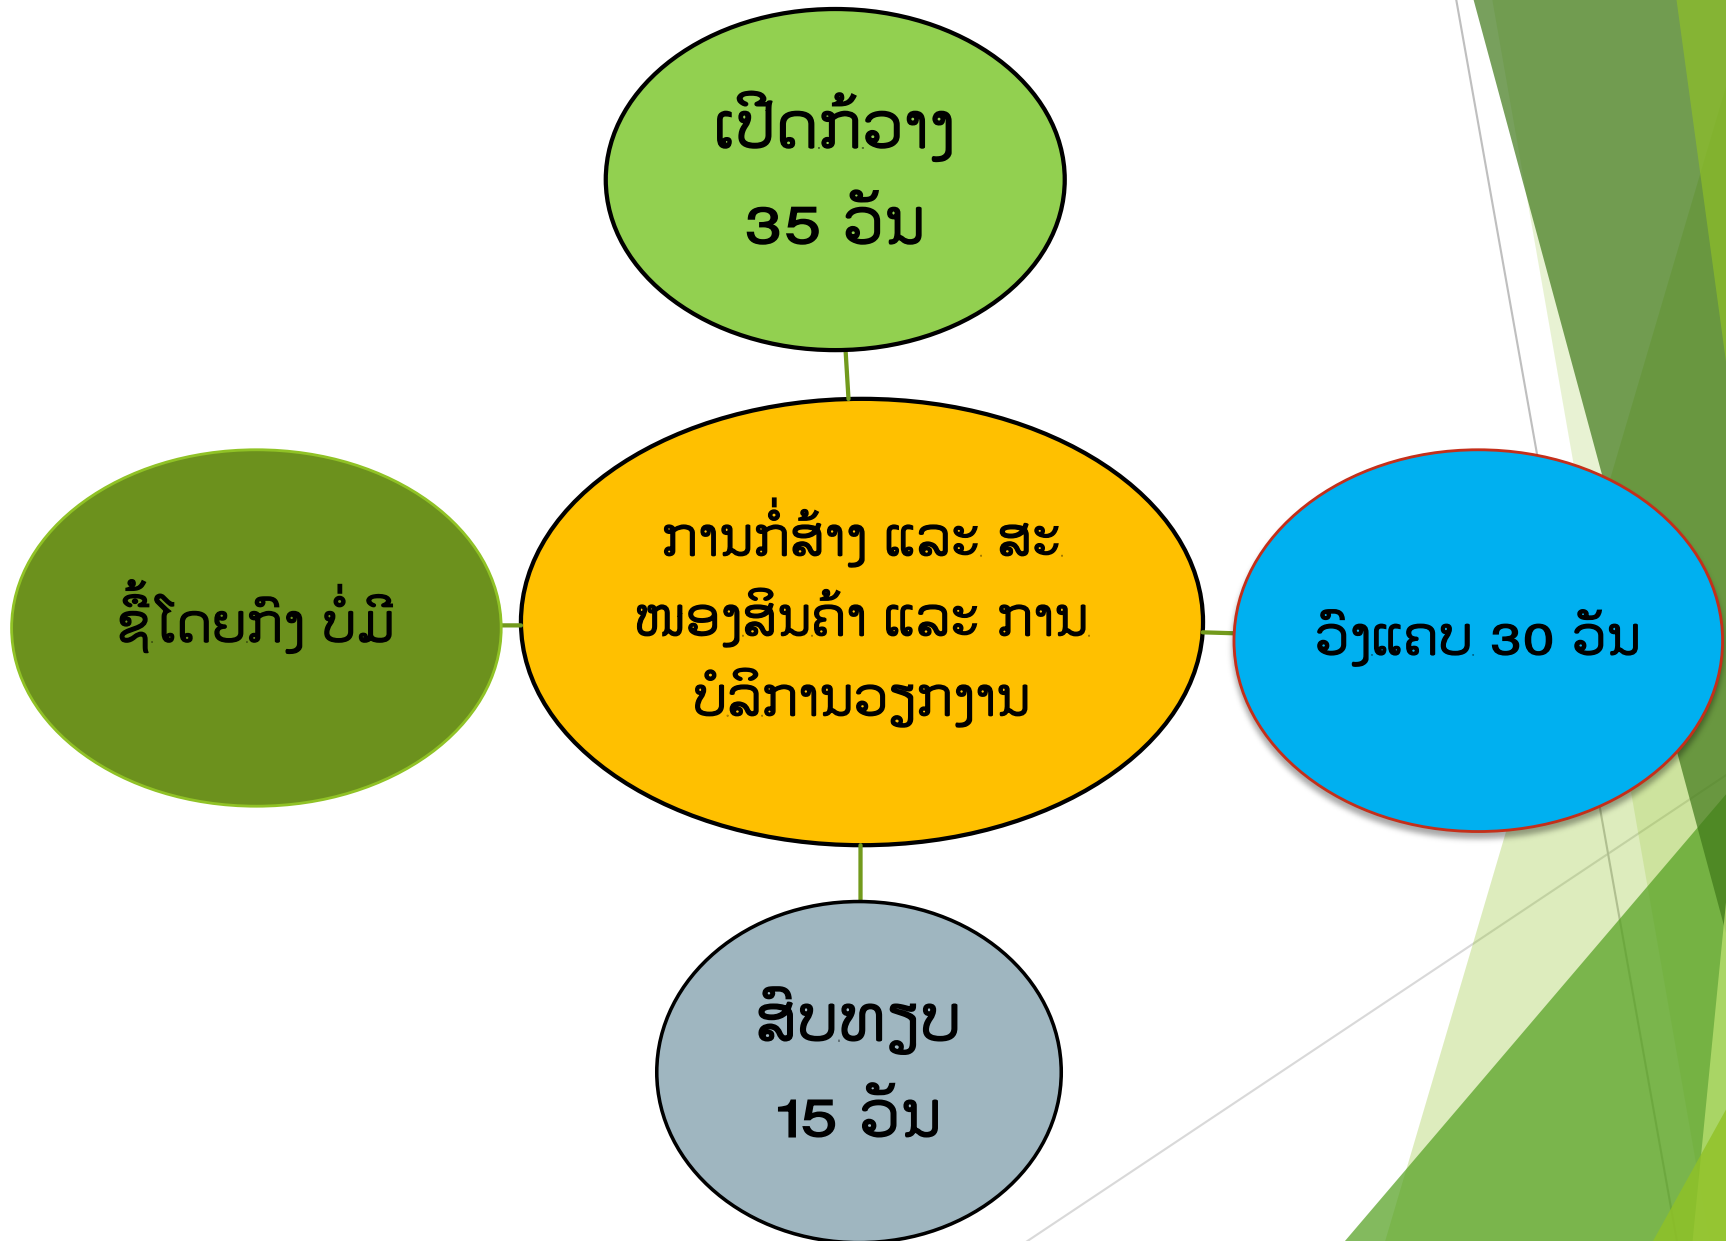 ເປີດກ້ວາງ
35 ວັນ
ການກໍ່ສ້າງ ແລະ ສະ
ໜອງສິນຄ້າ ແລະ ການ
ບໍລິການວຽກງານ
ຊື້ໂດຍກົງ ບໍ່ມີ
ວົງແຄບ 30 ວັນ
ສົບທຽບ
15 ວັນ